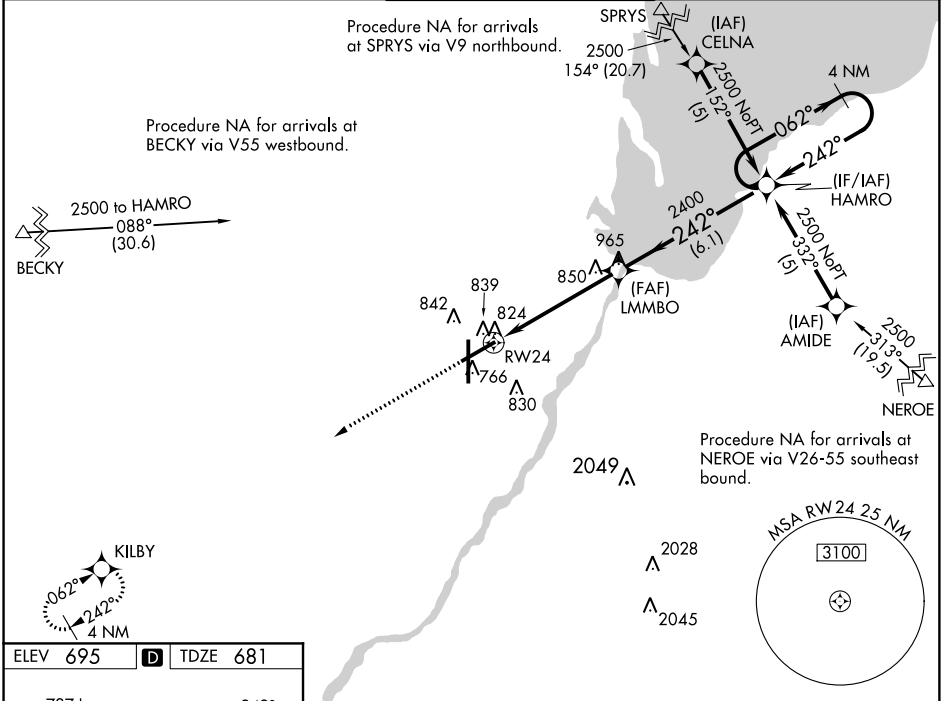 Procedure NA for arrivals
at SPRYS via V9 northbound.
SPRYS
2500
154° (20.7)
(IAF)
CELNA
2500 NoPT
152°
(5)
4 NM
062°
242°
(IF/IAF)
HAMRO
Procedure NA for arrivals at
BECKY via V55 westbound.
2500 to HAMRO
088°
(30.6)
BECKY
2400
242°
(6.1)
965
850
(FAF)
LMMBO
2500 NoPT
332°
(5)
(IAF)
AMIDE
2500
313°
(19.5)
NEROE
842
839
824
RW24
766
830
Procedure NA for arrivals at
NEROE via V26-55 southeast
bound.
2049
2028
2045
MSA RW24 25 NM
3100
KILBY
062°
242°
4 NM
ELEV 695 D TDZE 681